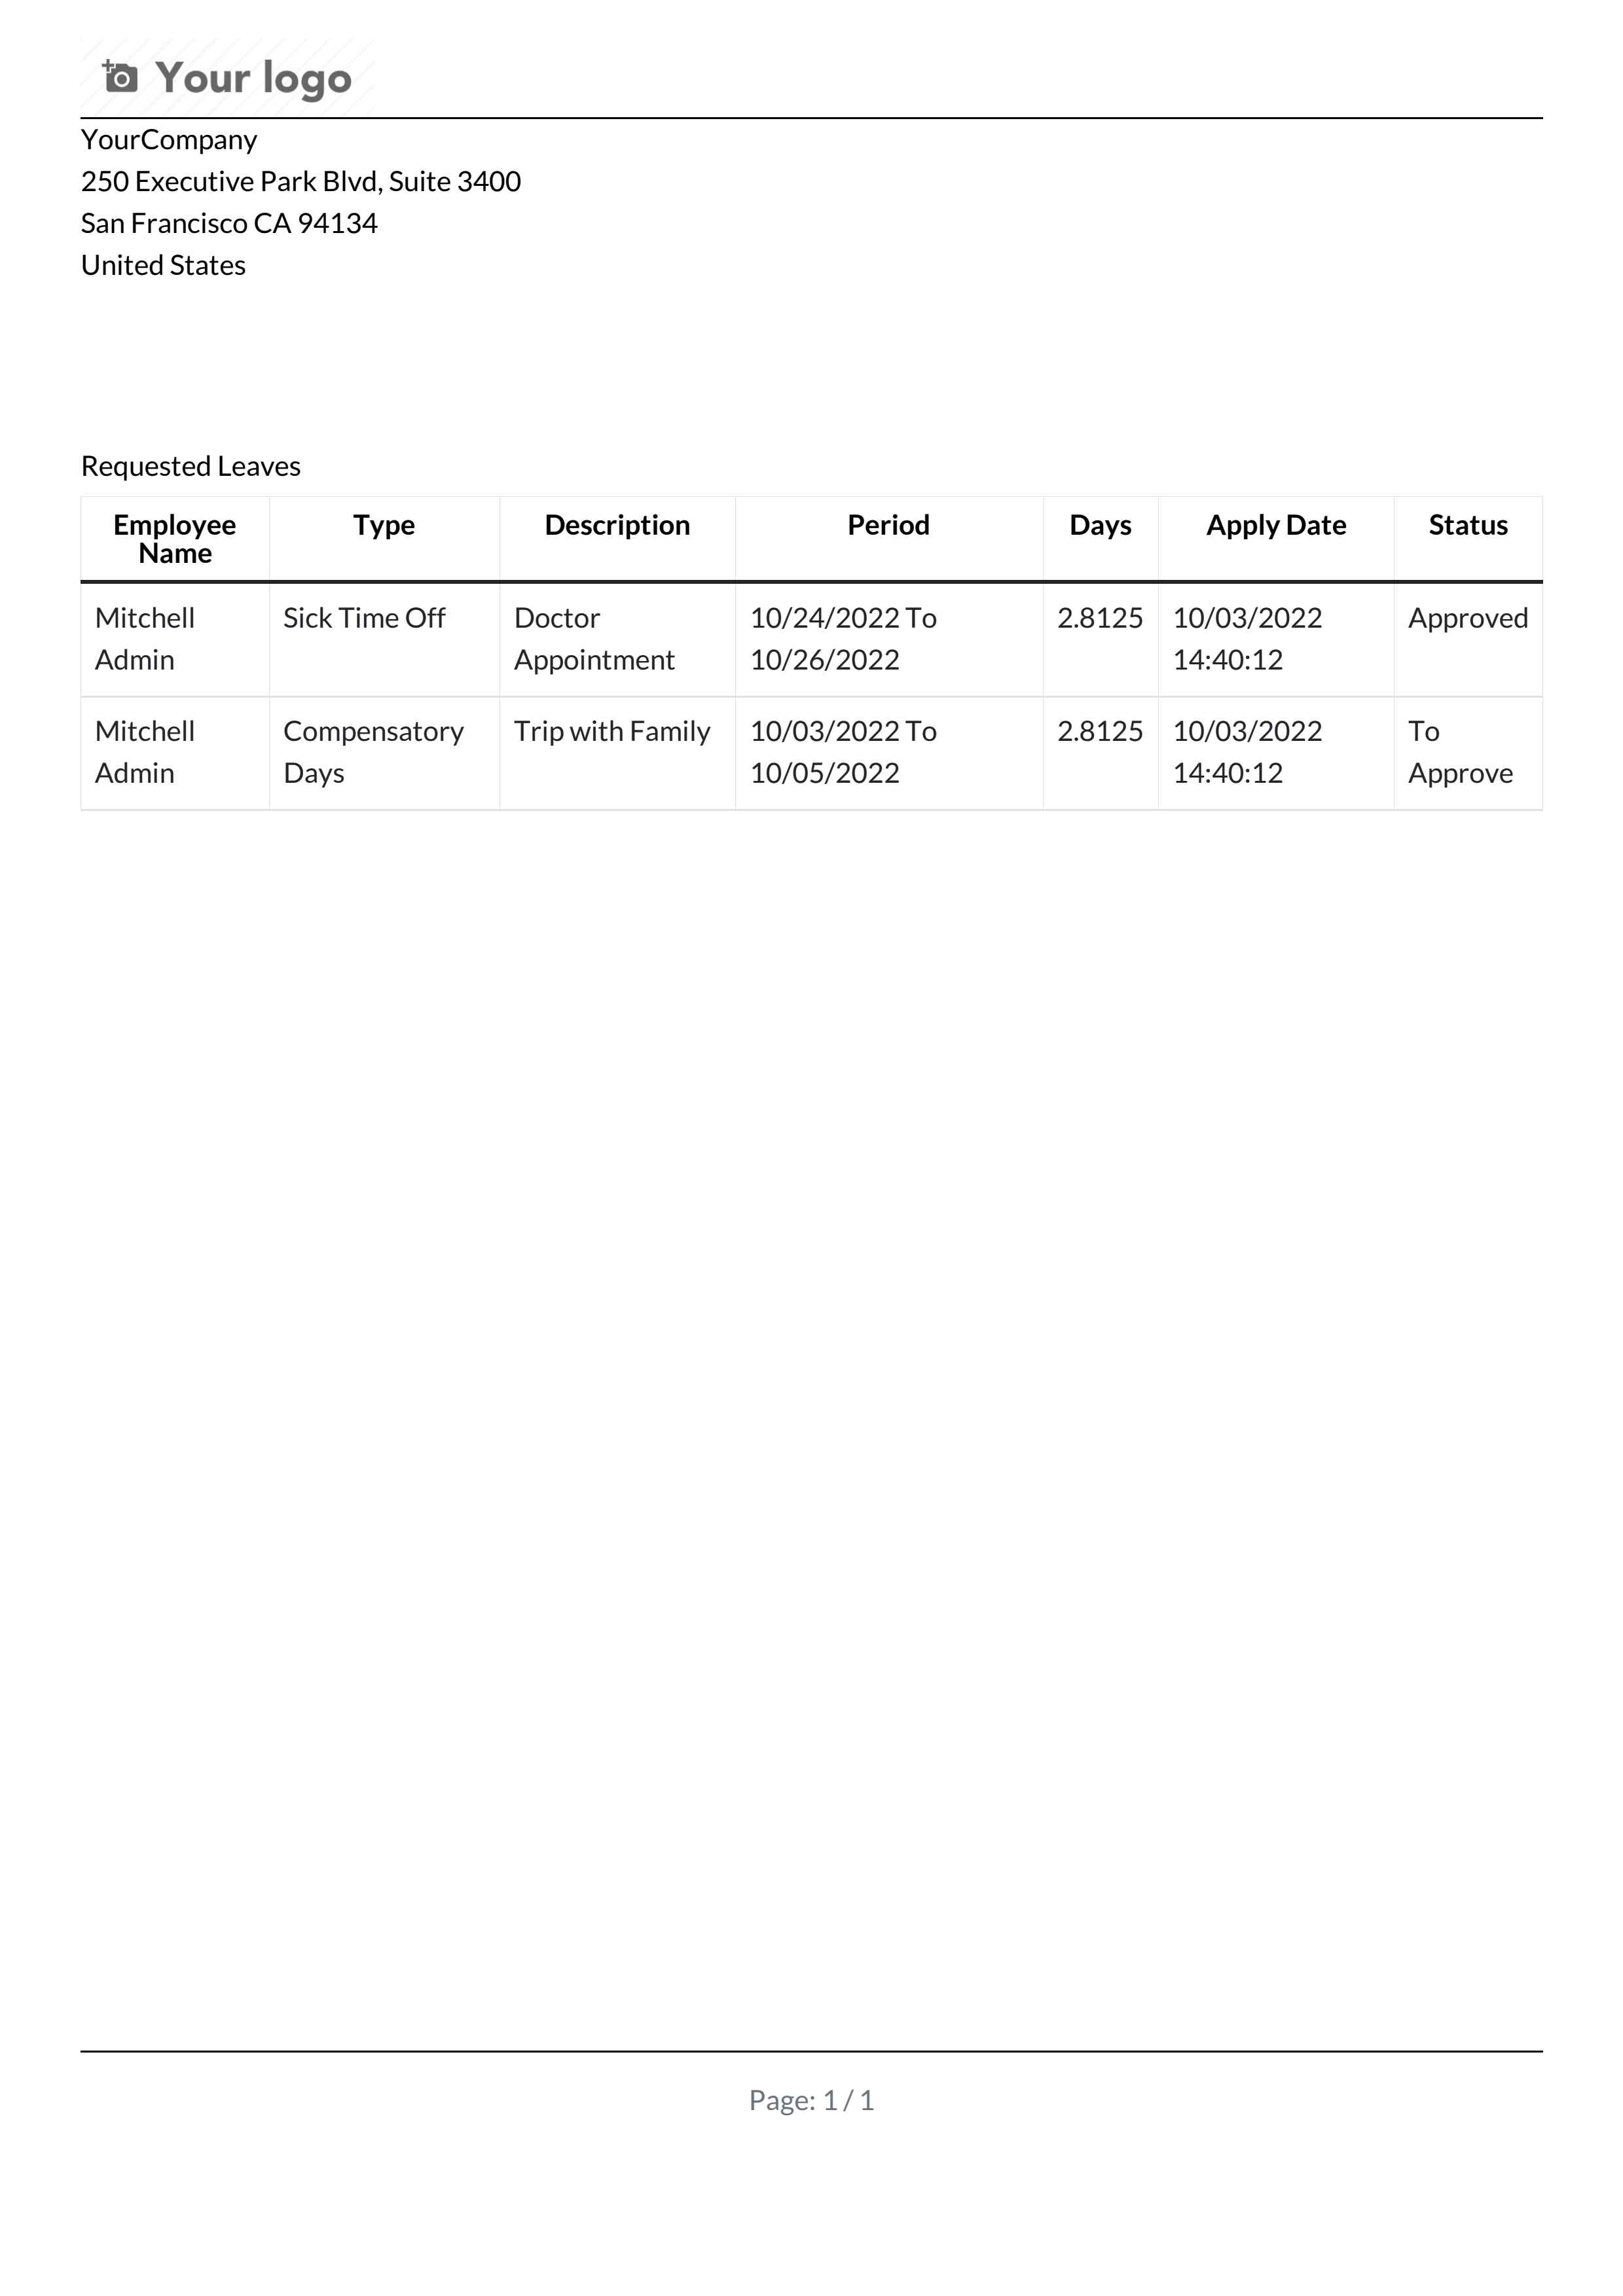 Your logo
YourCompany
250 Executive Park Blvd, Suite 3400
San Francisco CA 94134
United States
Requested Leaves
Employee Name Type Description Period Days Apply Date Status
Mitchell Admin Sick Time Off Doctor Appointment 10/24/2022 To 10/26/2022 2.8125 10/03/2022 14:40:12 Approved
Mitchell Admin Compensatory Days Trip with Family 10/03/2022 To 10/05/2022 2.8125 10/03/2022 14:40:12 To Approve
Page: 1 / 1